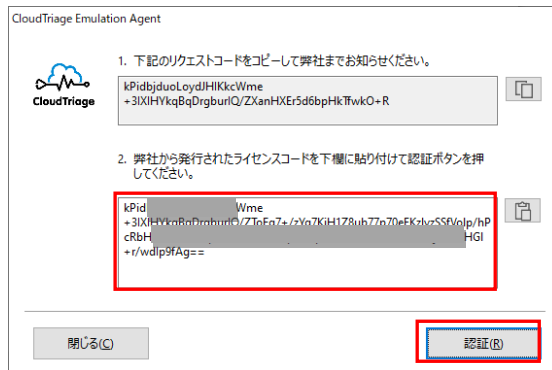 CloudTriage Emulation Agent
1. 下記のリクエストコードをコピーして弊社までお知らせください。
CloudTriage
kPidbjduoLoydJHIKkcWme
+3IXIHYkqBqDrgburlQ/ZXanHXEr5d6bpHkTfwkO+R
2. 弊社から発行されたライセンスコードを下欄に貼り付けて認証ボタンを押
してください。
kPid Wme
cRbH HGI
+r/wdlp9fAg==
閉じる(C)
認証(R)